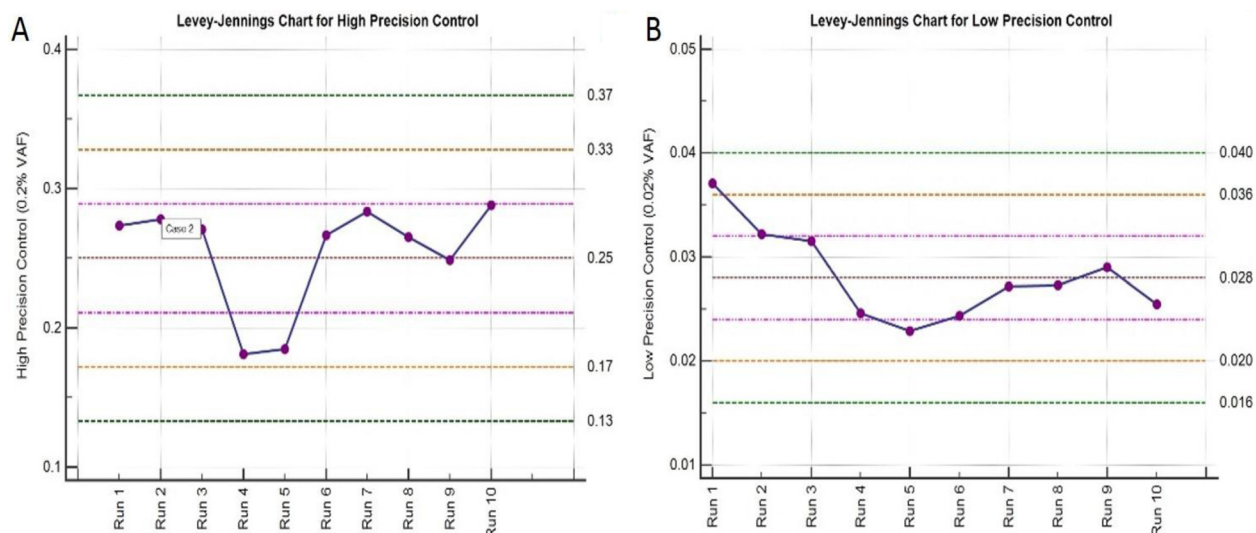 A
Levey-Jennings Chart for High Precision Control
High Precision Control (0.2% VAF)
0.4
0.3
0.2
0.1
0.37
0.33
0.25
0.17
0.13
Case 2
Run 1
Run 2
Run 3
Run 4
Run 5
Run 6
Run 7
Run 8
Run 9
Run 10
B
Levey-Jennings Chart for Low Precision Control
Low Precision Control (0.02% VAF)
0.05
0.04
0.03
0.02
0.01
0.040
0.036
0.028
0.020
0.016
Run 1
Run 2
Run 3
Run 4
Run 5
Run 6
Run 7
Run 8
Run 9
Run 10